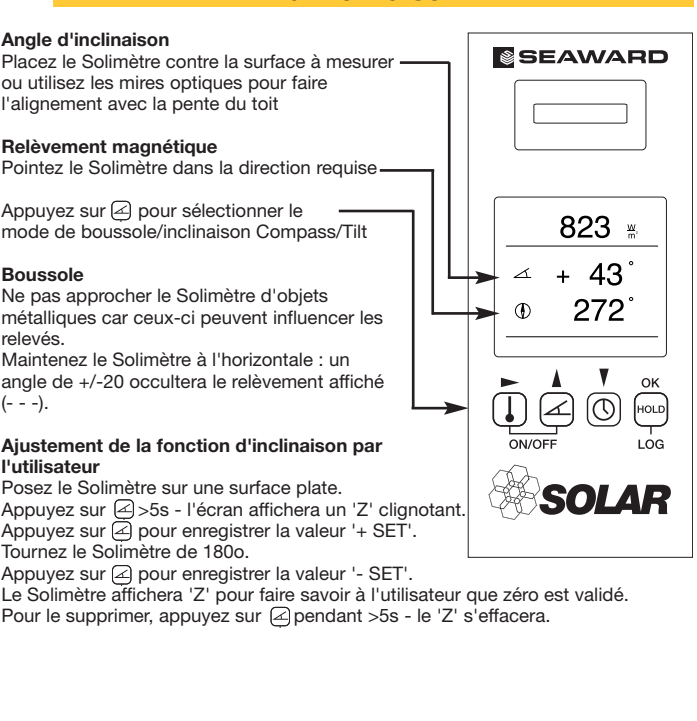 Angle d'inclinaison
Placez le Solimètre contre la surface à mesurer
ou utilisez les mires optiques pour faire
l'alignement avec la pente du toit
Relèvement magnétique
Pointez le Solimètre dans la direction requise
Appuyez sur pour sélectionner le
mode de boussole/inclinaison Compass/Tilt
Boussole
Ne pas approcher le Solimètre d'objets
métalliques car ceux-ci peuvent influencer les
relevés.
Maintenez le Solimètre à l'horizontale : un
angle de +/-20 occultera le relèvement affiché
(- - -).
Ajustement de la fonction d'inclinaison par
l'utilisateur
Posez le Solimètre sur une surface plate.
Appuyez sur >5s - l'écran affichera un 'Z' clignotant.
Appuyez sur pour enregistrer la valeur '+ SET'.
Tournez le Solimètre de 180o.
Appuyez sur pour enregistrer la valeur '- SET'.
Le Solimètre affichera 'Z' pour faire savoir à l'utilisateur que zéro est validé.
Pour le supprimer, appuyez sur pendant >5s - le 'Z' s'effacera.
SEAWARD
823 W/m²
+ 43°
272°
OK
HOLD
ON/OFF
LOG
SOLAR